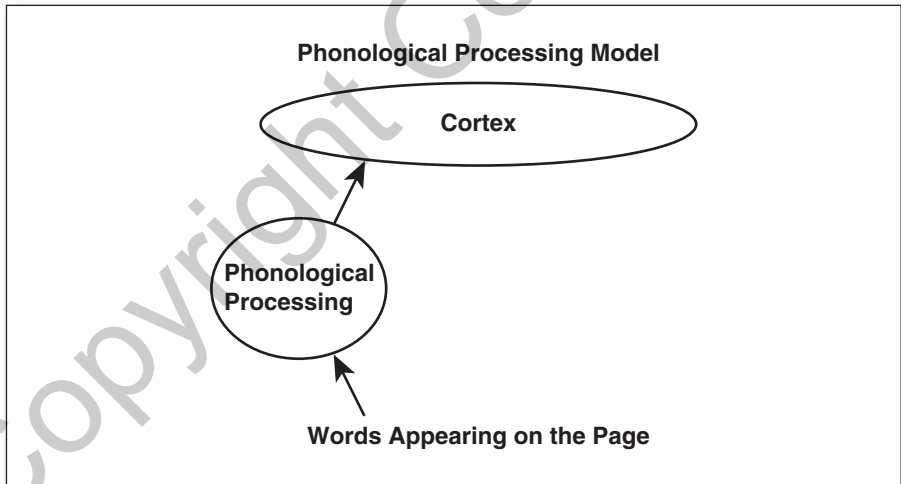 Phonological Processing Model
Cortex
Phonological
Processing
Words Appearing on the Page
Copyright C